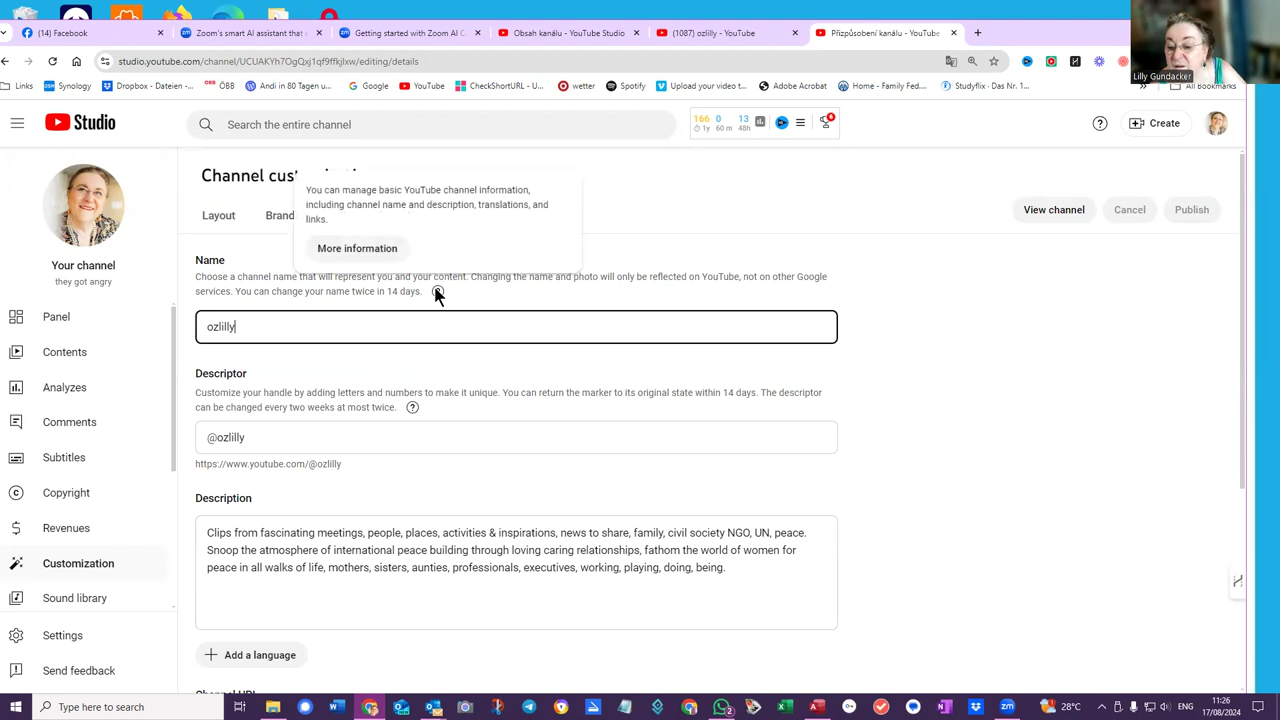 (14) Facebook
Zoom's smart AI assistant that
Getting started with Zoom AI C
Obsah kanálu - YouTube Studio
(1087) ozlilly - YouTube
Přizpůsobení kanálu - YouTube
studio.youtube.com/channel/UCUAKYh7OgQxj1qf9ffkjlxw/editing/details
Lilly Gundacker
Links
Synology
Dropbox - Dateien -...
ÖBB
Andi in 80 Tagen u...
Google
YouTube
CheckShortURL - U...
wetter
Spotify
Upload your video t...
Adobe Acrobat
Home - Family Fed...
Studyflix - Das Nr. 1...
All Bookmarks
Studio
Search the entire channel
166 0 13
1y 60 m 48h
6
Create
Channel
You can manage basic YouTube channel information,
including channel name and description, translations, and
links.
More information
Layout
Brand
View channel
Cancel
Publish
Your channel
they got angry
Panel
Contents
Analyzes
Comments
Subtitles
Copyright
Revenues
Customization
Sound library
Settings
Send feedback
Name
Choose a channel name that will represent you and your content. Changing the name and photo will only be reflected on YouTube, not on other Google
services. You can change your name twice in 14 days.
ozlilly
Descriptor
Customize your handle by adding letters and numbers to make it unique. You can return the marker to its original state within 14 days. The descriptor
can be changed every two weeks at most twice.
@ozlilly
https://www.youtube.com/@ozlilly
Description
Clips from fascinating meetings, people, places, activities & inspirations, news to share, family, civil society NGO, UN, peace.
Snoop the atmosphere of international peace building through loving caring relationships, fathom the world of women for
peace in all walks of life, mothers, sisters, aunties, professionals, executives, working, playing, doing, being.
Add a language
Type here to search
2
28°C
ENG
11:26
17/08/2024